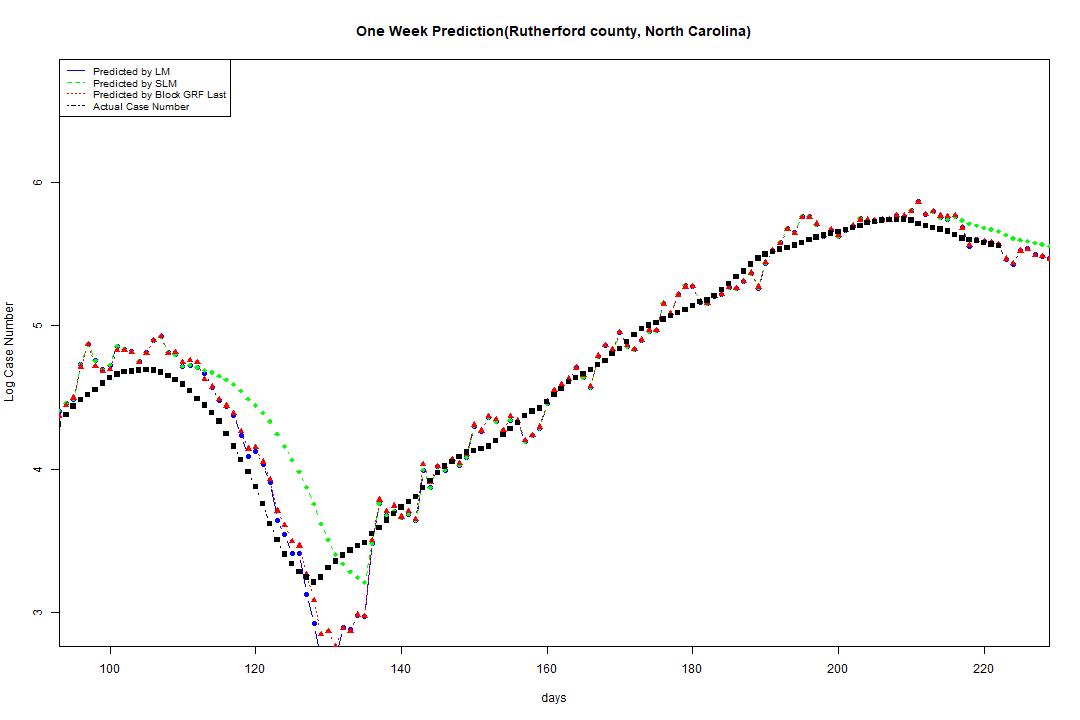 One Week Prediction(Rutherford county, North Carolina)
Predicted by LM
Predicted by SLM
Predicted by Block GRF Last
Actual Case Number
6
5
4
3
Log Case Number
100 120 140 160 180 200 220
days